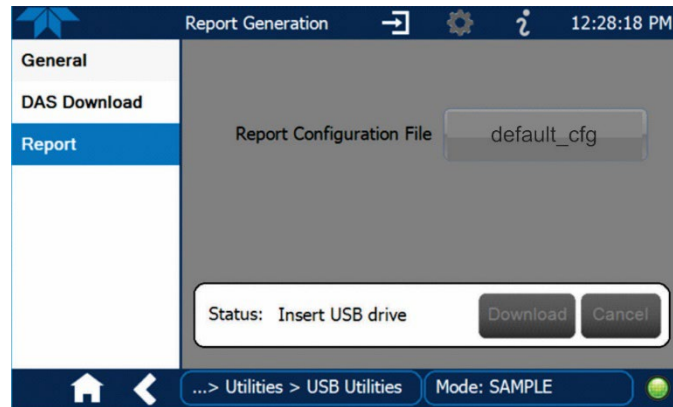 Report Generation
12:28:18 PM
General
DAS Download
Report
Report Configuration File
default_cfg
Status: Insert USB drive
Download
Cancel
...> Utilities > USB Utilities
Mode: SAMPLE